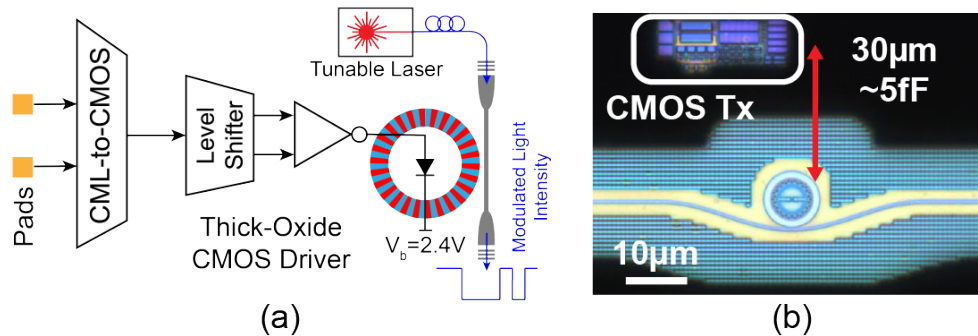 Pads
CML-to-CMOS
Level
Shifter
Thick-Oxide
CMOS Driver
Tunable Laser
V_b=2.4V
Modulated Light
Intensity
(a)
CMOS Tx
30μm
~5fF
10μm
(b)